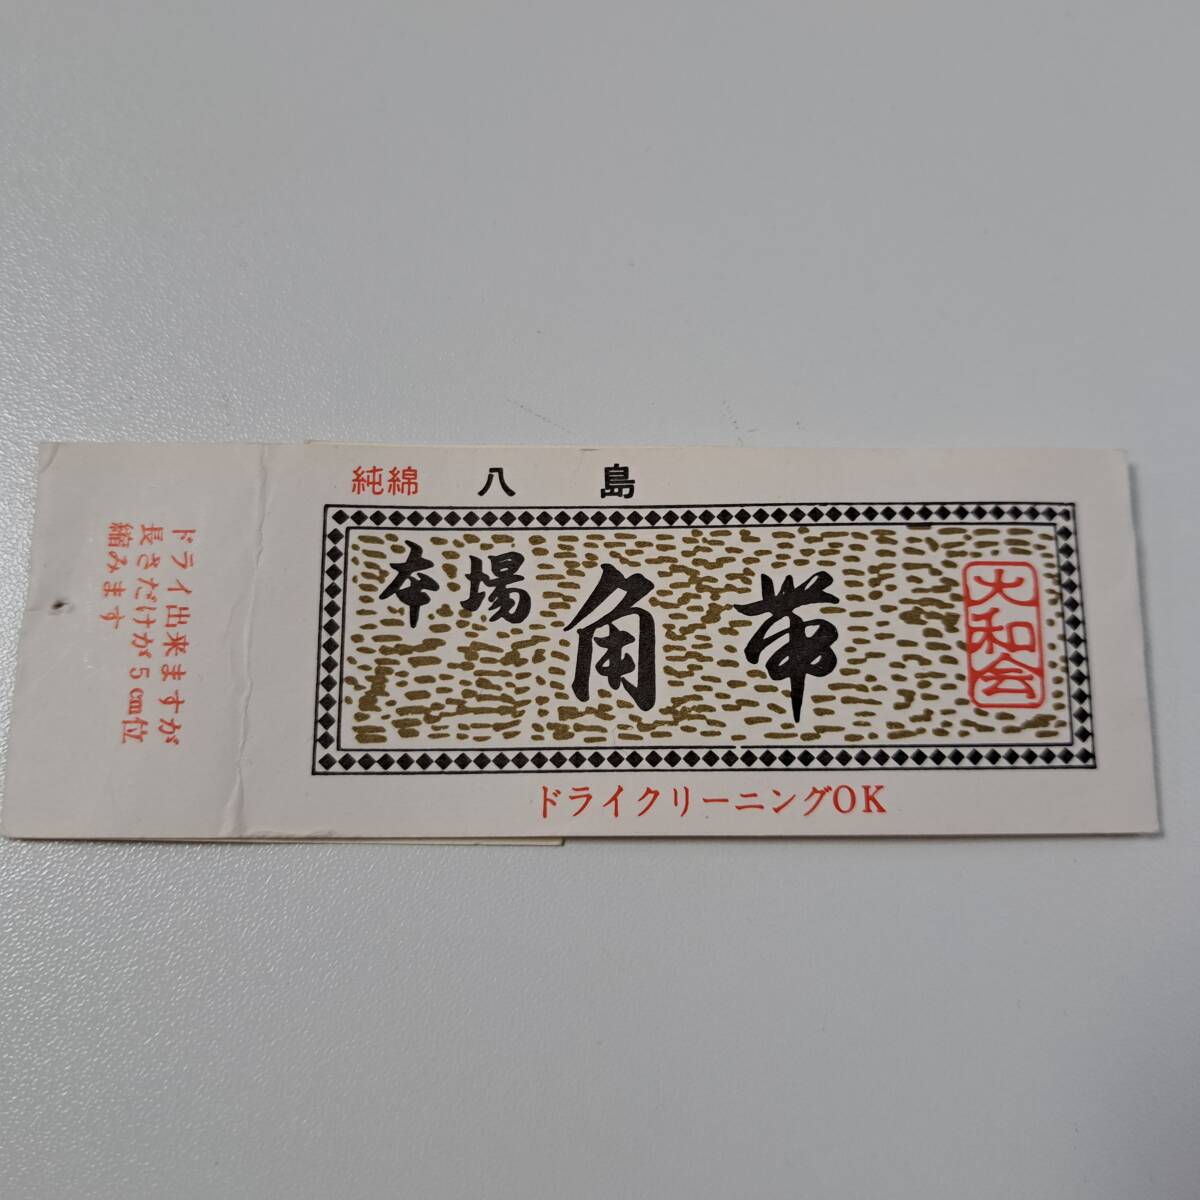 純綿 八島
本場 角帯
大和会
ドライクリーニングOK
ドライ出来ますが
長さだけが5㎝位
縮みます